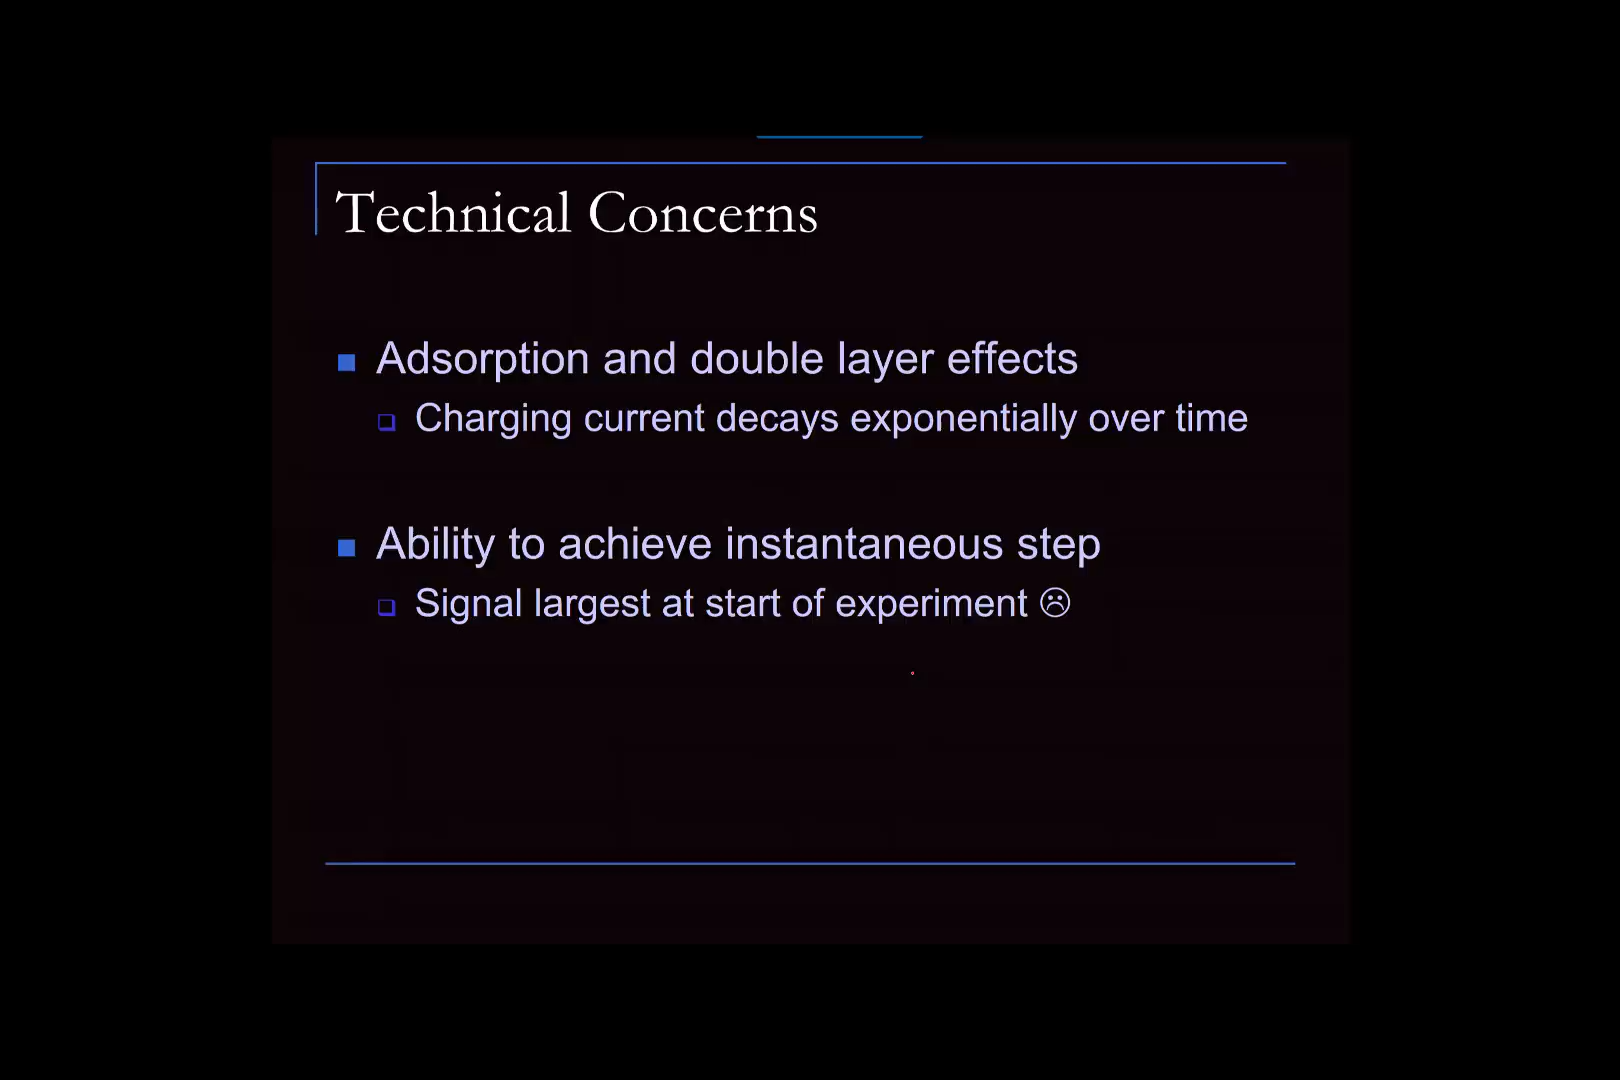 Technical Concerns
Adsorption and double layer effects
Charging current decays exponentially over time
Ability to achieve instantaneous step
Signal largest at start of experiment ☹